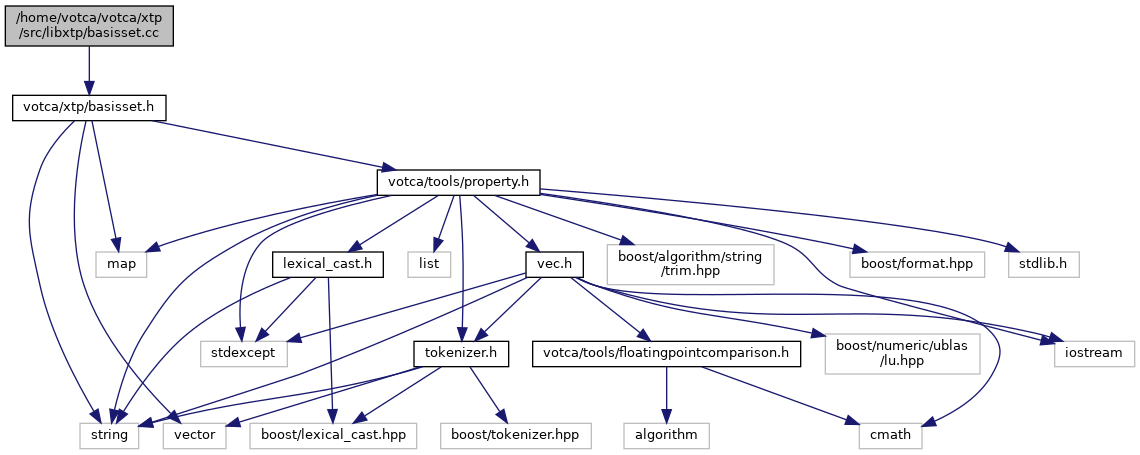 /home/votca/votca/xtp
/src/libxtp/basisset.cc
votca/xtp/basisset.h
votca/tools/property.h
map
lexical_cast.h
list
vec.h
boost/algorithm/string
/trim.hpp
boost/format.hpp
stdlib.h
stdexcept
tokenizer.h
votca/tools/floatingpointcomparison.h
boost/numeric/ublas
/lu.hpp
iostream
string
vector
boost/lexical_cast.hpp
boost/tokenizer.hpp
algorithm
cmath